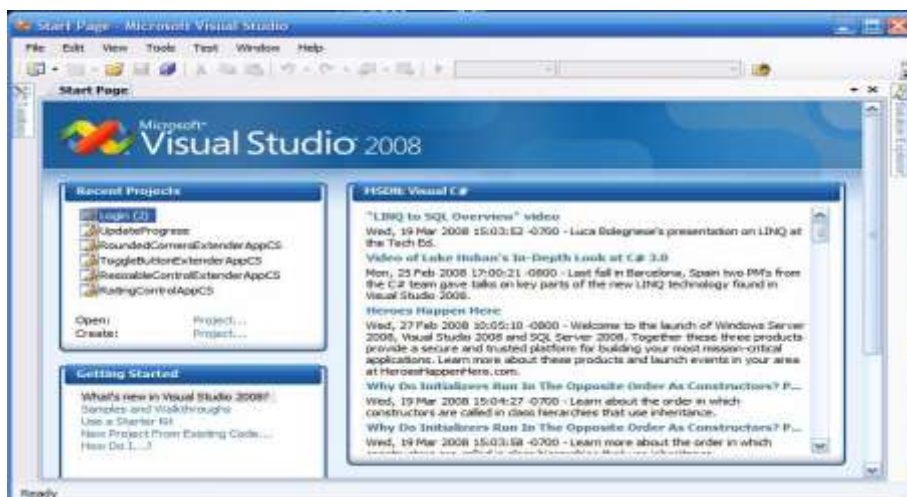 Start Page - Microsoft Visual Studio
File Edit View Tools Test Window Help
Toolbox
Start Page
Solution Explorer
Microsoft
Visual Studio 2008
Recent Projects
Login (2)
UpdateProgress
RoundedCornersExtenderAppCS
ToggleButtonExtenderAppCS
ResizableControlExtenderAppCS
RatingControlAppCS
Open: Project...
Create: Project...
Getting Started
What's new in Visual Studio 2008?
Samples and Walkthroughs
Use a Starter Kit
New Project From Existing Code...
How Do I...?
MSDN: Visual C#
"LINQ to SQL Overview" video
Wed, 19 Mar 2008 15:03:52 -0700 - Luca Bolognese's presentation on LINQ at
the Tech Ed.
Video of Luke Hoban's In-Depth Look at C# 3.0
Mon, 25 Feb 2008 17:00:21 -0800 - Last fall in Barcelona, Spain two PM's from
the C# team gave talks on key parts of the new LINQ technology found in
Visual Studio 2008.
Heroes Happen Here
Wed, 27 Feb 2008 10:05:10 -0800 - Welcome to the launch of Windows Server
2008, Visual Studio 2008 and SQL Server 2008. Together these three products
provide a secure and trusted platform for building your most mission-critical
applications. Learn more about these products and launch events in your area
at HeroesHappenHere.com.
Why Do Initializers Run In The Opposite Order As Constructors? P...
Wed, 19 Mar 2008 15:04:27 -0700 - Learn about the order in which
constructors are called in class hierarchies that use inheritance.
Why Do Initializers Run In The Opposite Order As Constructors? P...
Wed, 19 Mar 2008 15:03:58 -0700 - Learn more about the order in which
Ready